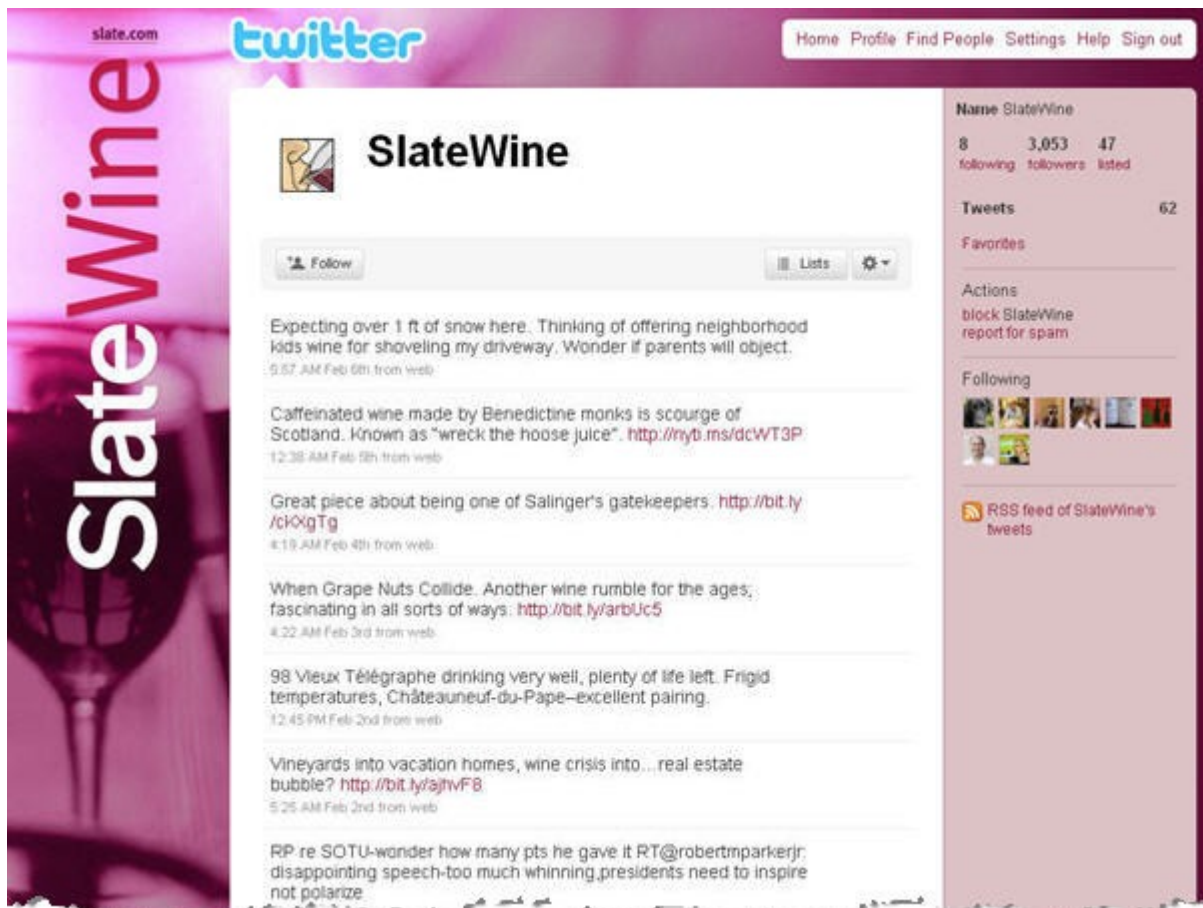 slate.com
SlateWine
twitter
Home Profile Find People Settings Help Sign out
SlateWine
Follow
Lists
Expecting over 1 ft of snow here. Thinking of offering neighborhood
kids wine for shoveling my driveway. Wonder if parents will object.
5:57 AM Feb 6th from web
Caffeinated wine made by Benedictine monks is scourge of
Scotland. Known as "wreck the hoose juice". http://nyti.ms/dcWT3P
12:38 AM Feb 5th from web
Great piece about being one of Salinger's gatekeepers. http://bit.ly
/ckXgTg
4:19 AM Feb 4th from web
When Grape Nuts Collide. Another wine rumble for the ages;
fascinating in all sorts of ways. http://bit.ly/arbUc5
4:22 AM Feb 3rd from web
98 Vieux Télégraphe drinking very well, plenty of life left. Frigid
temperatures, Châteauneuf-du-Pape–excellent pairing.
12:45 PM Feb 2nd from web
Vineyards into vacation homes, wine crisis into...real estate
bubble? http://bit.ly/ajhvF8
5:25 AM Feb 2nd from web
RP re SOTU-wonder how many pts he gave it RT@robertmparkerjr:
disappointing speech-too much whinning,presidents need to inspire
not polarize
Name SlateWine
8 3,053 47
following followers listed
Tweets 62
Favorites
Actions
block SlateWine
report for spam
Following
RSS feed of SlateWine's
tweets